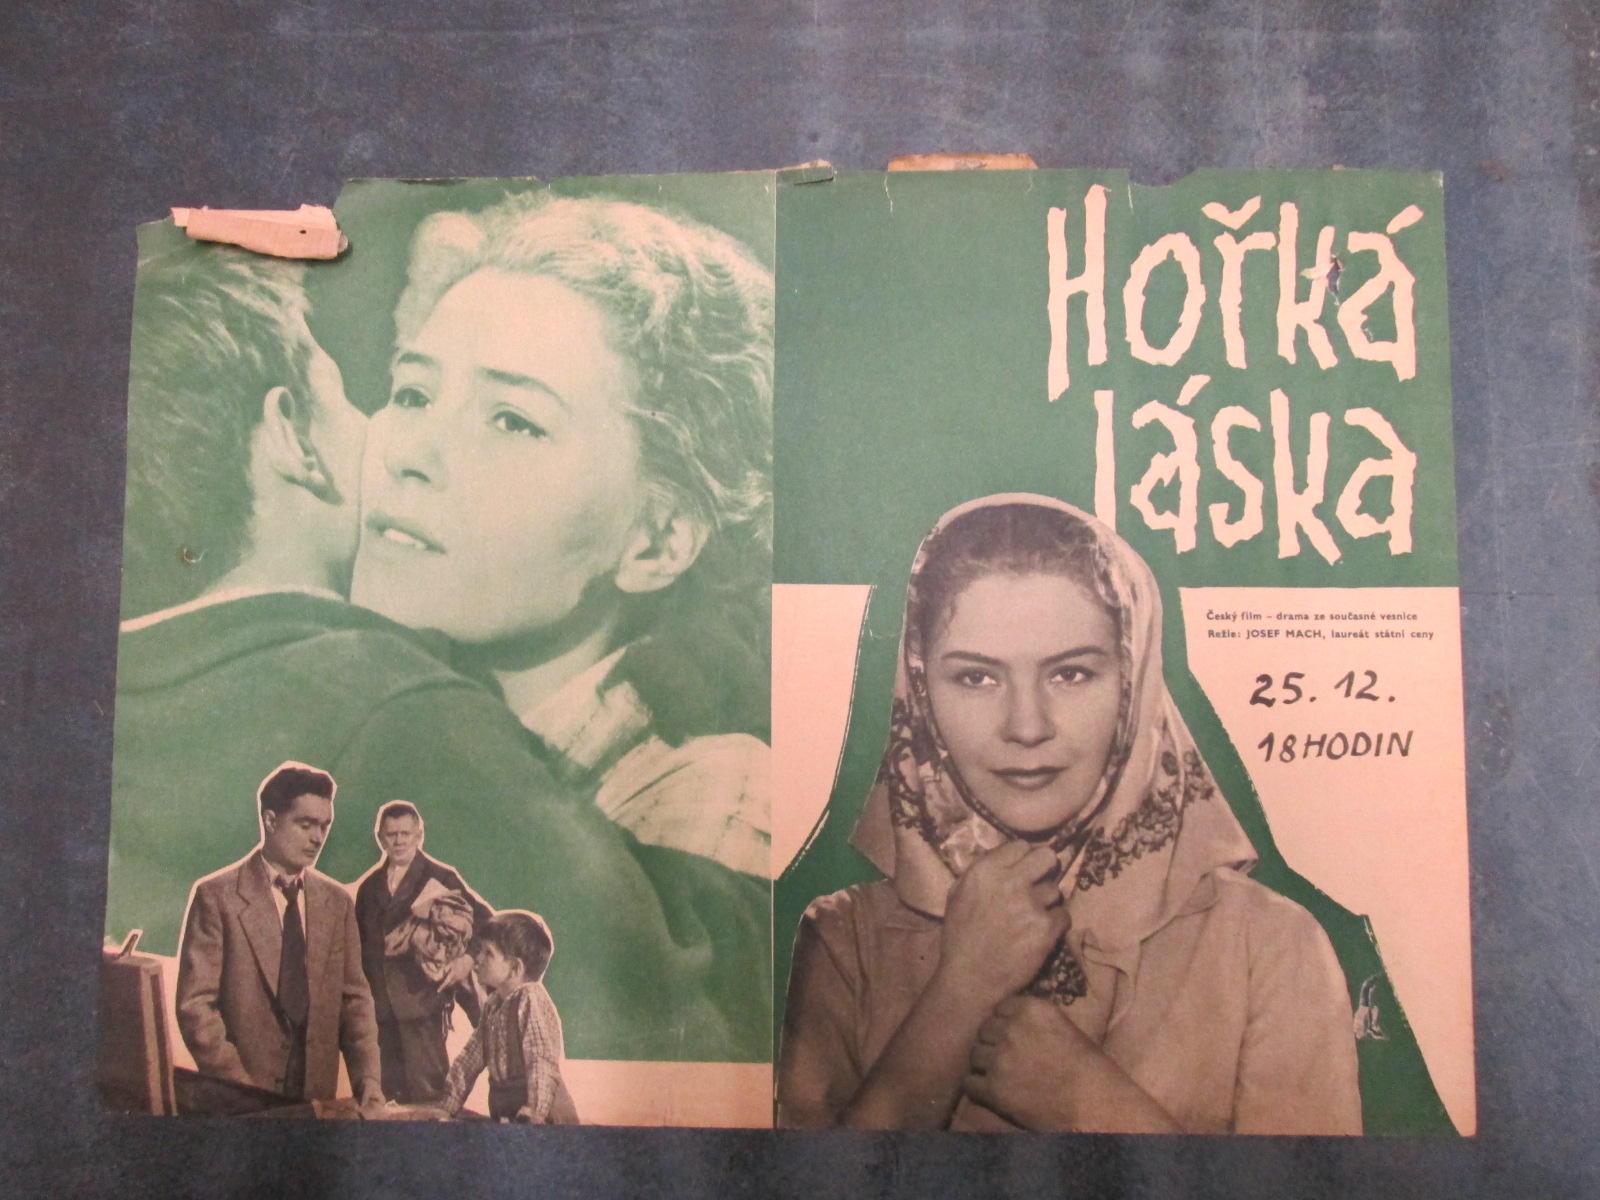 Hořká
láska
Český film – drama ze současné vesnice
Režie: JOSEF MACH, laureát státní ceny
25. 12.
18 HODIN